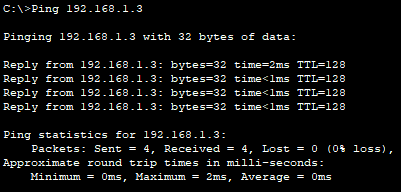 C:\>Ping 192.168.1.3
Pinging 192.168.1.3 with 32 bytes of data:
Reply from 192.168.1.3: bytes=32 time=2ms TTL=128
Reply from 192.168.1.3: bytes=32 time<1ms TTL=128
Reply from 192.168.1.3: bytes=32 time<1ms TTL=128
Reply from 192.168.1.3: bytes=32 time<1ms TTL=128
Ping statistics for 192.168.1.3:
    Packets: Sent = 4, Received = 4, Lost = 0 (0% loss),
Approximate round trip times in milli-seconds:
    Minimum = 0ms, Maximum = 2ms, Average = 0ms